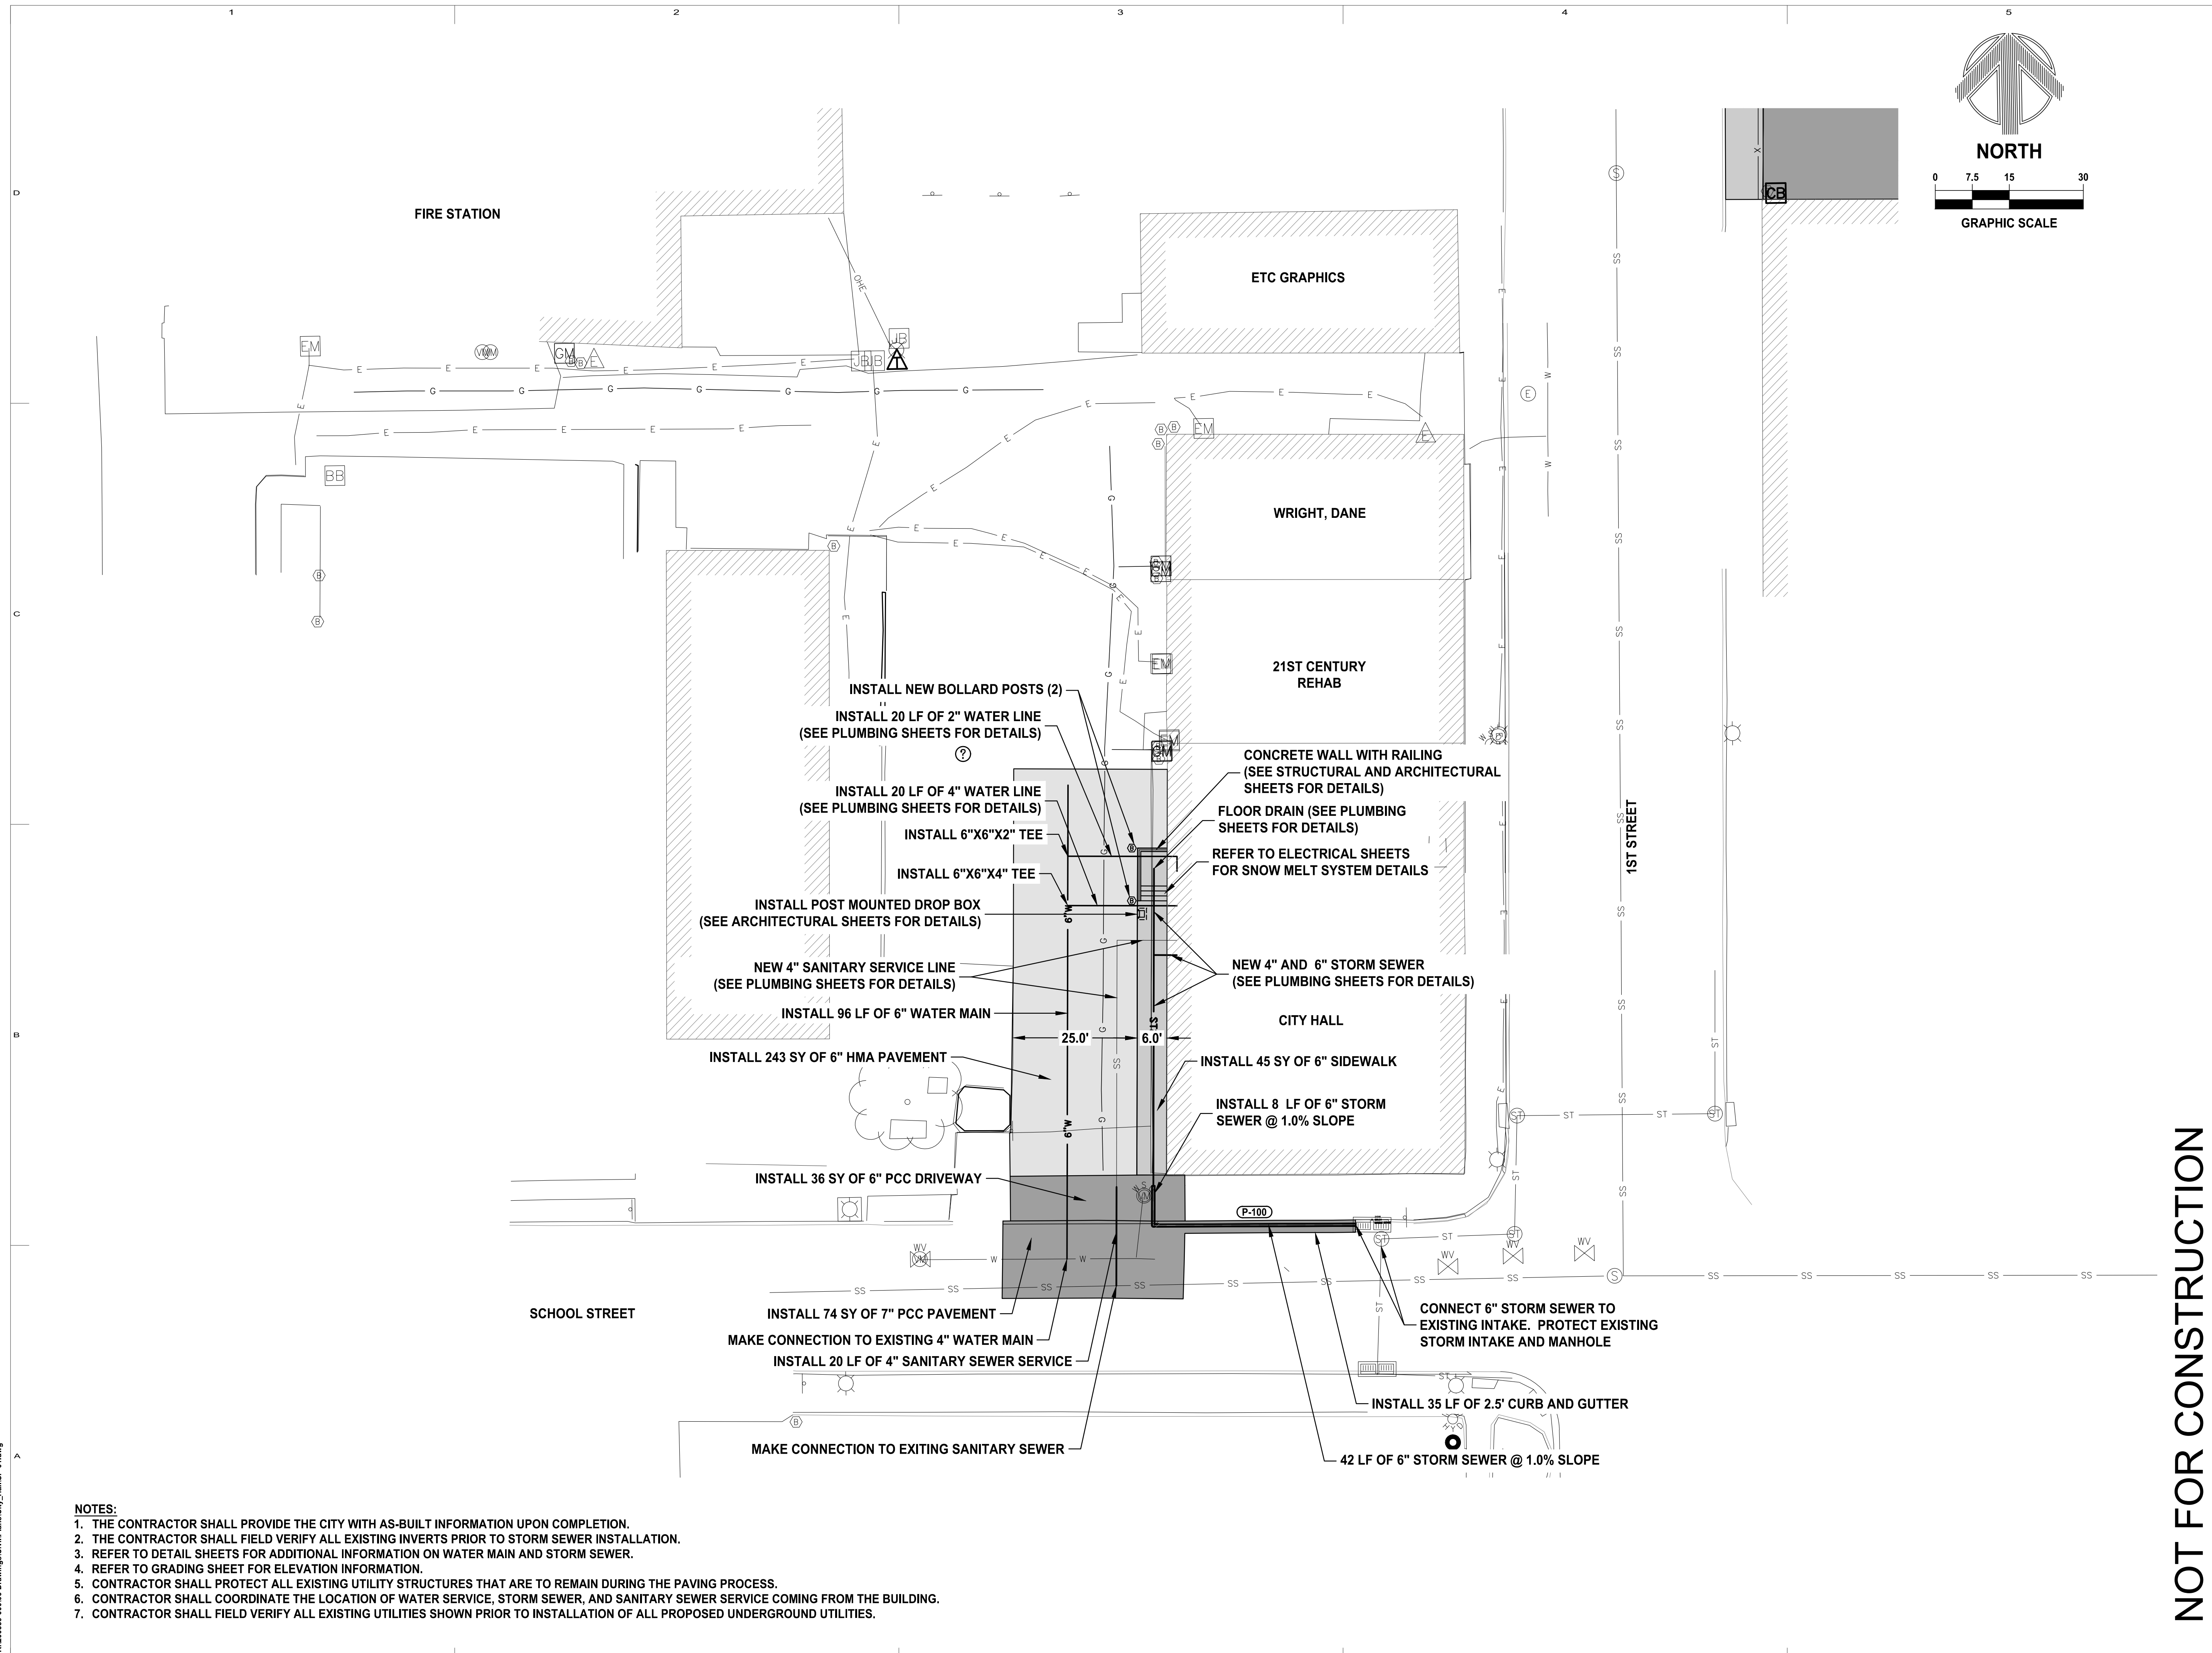 1 2 3 4 5
D
C
B
A
NORTH
0 7.5 15 30
GRAPHIC SCALE
FIRE STATION
ETC GRAPHICS
WRIGHT, DANE
21ST CENTURY
REHAB
CITY HALL
1ST STREET
SCHOOL STREET
INSTALL NEW BOLLARD POSTS (2)
INSTALL 20 LF OF 2" WATER LINE
(SEE PLUMBING SHEETS FOR DETAILS)
?
INSTALL 20 LF OF 4" WATER LINE
(SEE PLUMBING SHEETS FOR DETAILS)
INSTALL 6"X6"X2" TEE
INSTALL 6"X6"X4" TEE
INSTALL POST MOUNTED DROP BOX
(SEE ARCHITECTURAL SHEETS FOR DETAILS)
NEW 4" SANITARY SERVICE LINE
(SEE PLUMBING SHEETS FOR DETAILS)
INSTALL 96 LF OF 6" WATER MAIN
25.0' 6.0'
INSTALL 243 SY OF 6" HMA PAVEMENT
6"W
6"W
INSTALL 36 SY OF 6" PCC DRIVEWAY
INSTALL 74 SY OF 7" PCC PAVEMENT
MAKE CONNECTION TO EXISTING 4" WATER MAIN
INSTALL 20 LF OF 4" SANITARY SEWER SERVICE
MAKE CONNECTION TO EXITING SANITARY SEWER
CONCRETE WALL WITH RAILING
(SEE STRUCTURAL AND ARCHITECTURAL
SHEETS FOR DETAILS)
FLOOR DRAIN (SEE PLUMBING
SHEETS FOR DETAILS)
REFER TO ELECTRICAL SHEETS
FOR SNOW MELT SYSTEM DETAILS
NEW 4" AND 6" STORM SEWER
(SEE PLUMBING SHEETS FOR DETAILS)
INSTALL 45 SY OF 6" SIDEWALK
INSTALL 8 LF OF 6" STORM
SEWER @ 1.0% SLOPE
P-100
CONNECT 6" STORM SEWER TO
EXISTING INTAKE. PROTECT EXISTING
STORM INTAKE AND MANHOLE
INSTALL 35 LF OF 2.5' CURB AND GUTTER
42 LF OF 6" STORM SEWER @ 1.0% SLOPE
EM
GM
JB
JB
JB
T
BB
CB
OHE
WV
WV
WV
WV
NOTES:
1. THE CONTRACTOR SHALL PROVIDE THE CITY WITH AS-BUILT INFORMATION UPON COMPLETION.
2. THE CONTRACTOR SHALL FIELD VERIFY ALL EXISTING INVERTS PRIOR TO STORM SEWER INSTALLATION.
3. REFER TO DETAIL SHEETS FOR ADDITIONAL INFORMATION ON WATER MAIN AND STORM SEWER.
4. REFER TO GRADING SHEET FOR ELEVATION INFORMATION.
5. CONTRACTOR SHALL PROTECT ALL EXISTING UTILITY STRUCTURES THAT ARE TO REMAIN DURING THE PAVING PROCESS.
6. CONTRACTOR SHALL COORDINATE THE LOCATION OF WATER SERVICE, STORM SEWER, AND SANITARY SEWER SERVICE COMING FROM THE BUILDING.
7. CONTRACTOR SHALL FIELD VERIFY ALL EXISTING UTILITIES SHOWN PRIOR TO INSTALLATION OF ALL PROPOSED UNDERGROUND UTILITIES.
NOT FOR CONSTRUCTION